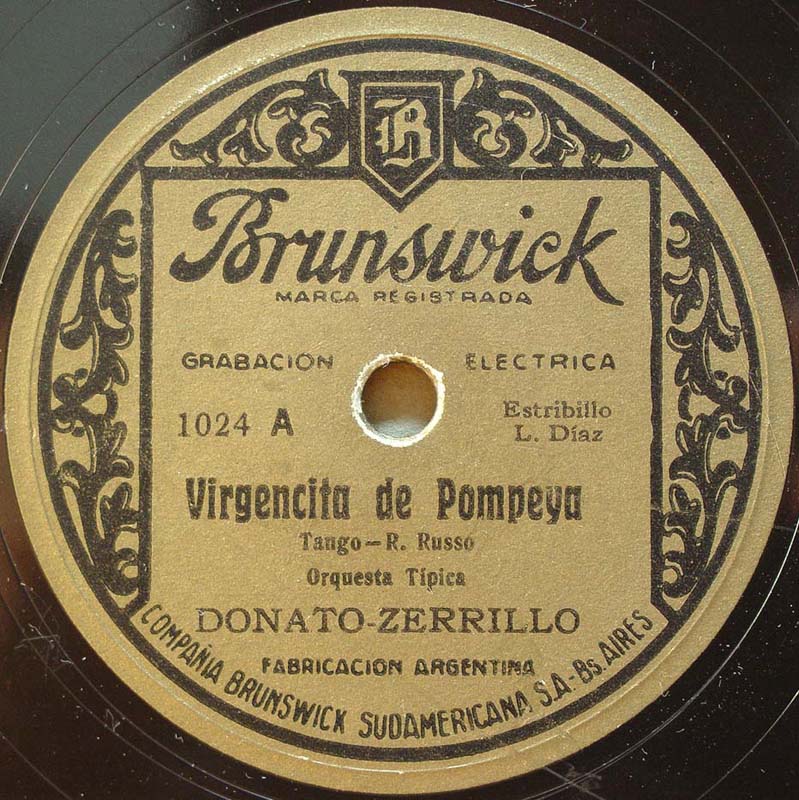 B
Brunswick
MARCA REGISTRADA
GRABACION ELECTRICA
1024 A
Estribillo
L. Díaz
Virgencita de Pompeya
Tango—R. Russo
Orquesta Típica
DONATO-ZERRILLO
FABRICACION ARGENTINA
COMPAÑIA BRUNSWICK SUDAMERICANA, S.A.-Bs. AIRES